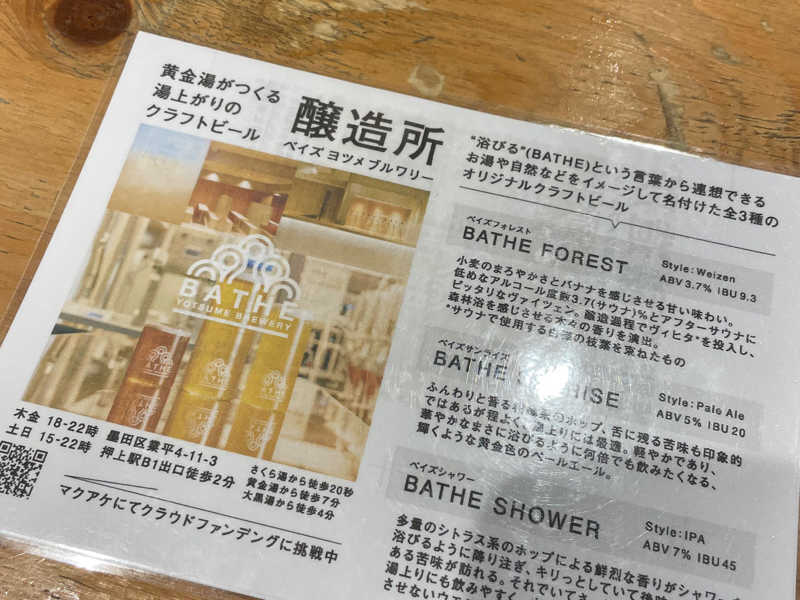 黄金湯がつくる
湯上がりの
クラフトビール
醸造所
ベイズ ヨツメブルワリー
BATHE
YOTSUME BREWERY
BATHE
木金 18-22時
土日 15-22時
墨田区業平4-11-3
押上駅B1出口徒歩2分
さくら湯から徒歩20秒
黄金湯から徒歩7分
大黒湯から徒歩4分
マクアケにてクラウドファンディングに挑戦中
"浴びる"(BATHE)という言葉から連想できる
お湯や自然などをイメージして名付けた全3種の
オリジナルクラフトビール
ベイズフォレスト
BATHE FOREST
Style: Weizen
ABV 3.7% IBU 9.3
小麦のまろやかさとバナナを感じさせる甘い味わい。
低めなアルコール度数3.7(サウナ)%とアフターサウナに
ピッタリなヴァイツェン。醸造過程でヴィヒタ*を投入し、
森林浴を感じさせる木々の香りを演出。
*サウナで使用する白樺の枝葉を束ねたもの
ベイズサンライズ
BATHE RISE
Style: Pale Ale
ABV 5% IBU 20
ふんわりと香る柑橘系のホップ、舌に残る苦味も印象的
ではあるが程よく、湯上りには最適。軽やかであり、
華やかなまさに浴びるように何倍でも飲みたくなる、
輝くような黄金色のペールエール。
ベイズシャワー
BATHE SHOWER
Style: IPA
ABV 7% IBU 45
多量のシトラス系のホップによる鮮烈な香りがシャワー
浴びるように降り注ぎ、キリっとしていて後味
ある苦味が訪れる。それでいてさ
湯上りにも飲みやすく
させないウエ